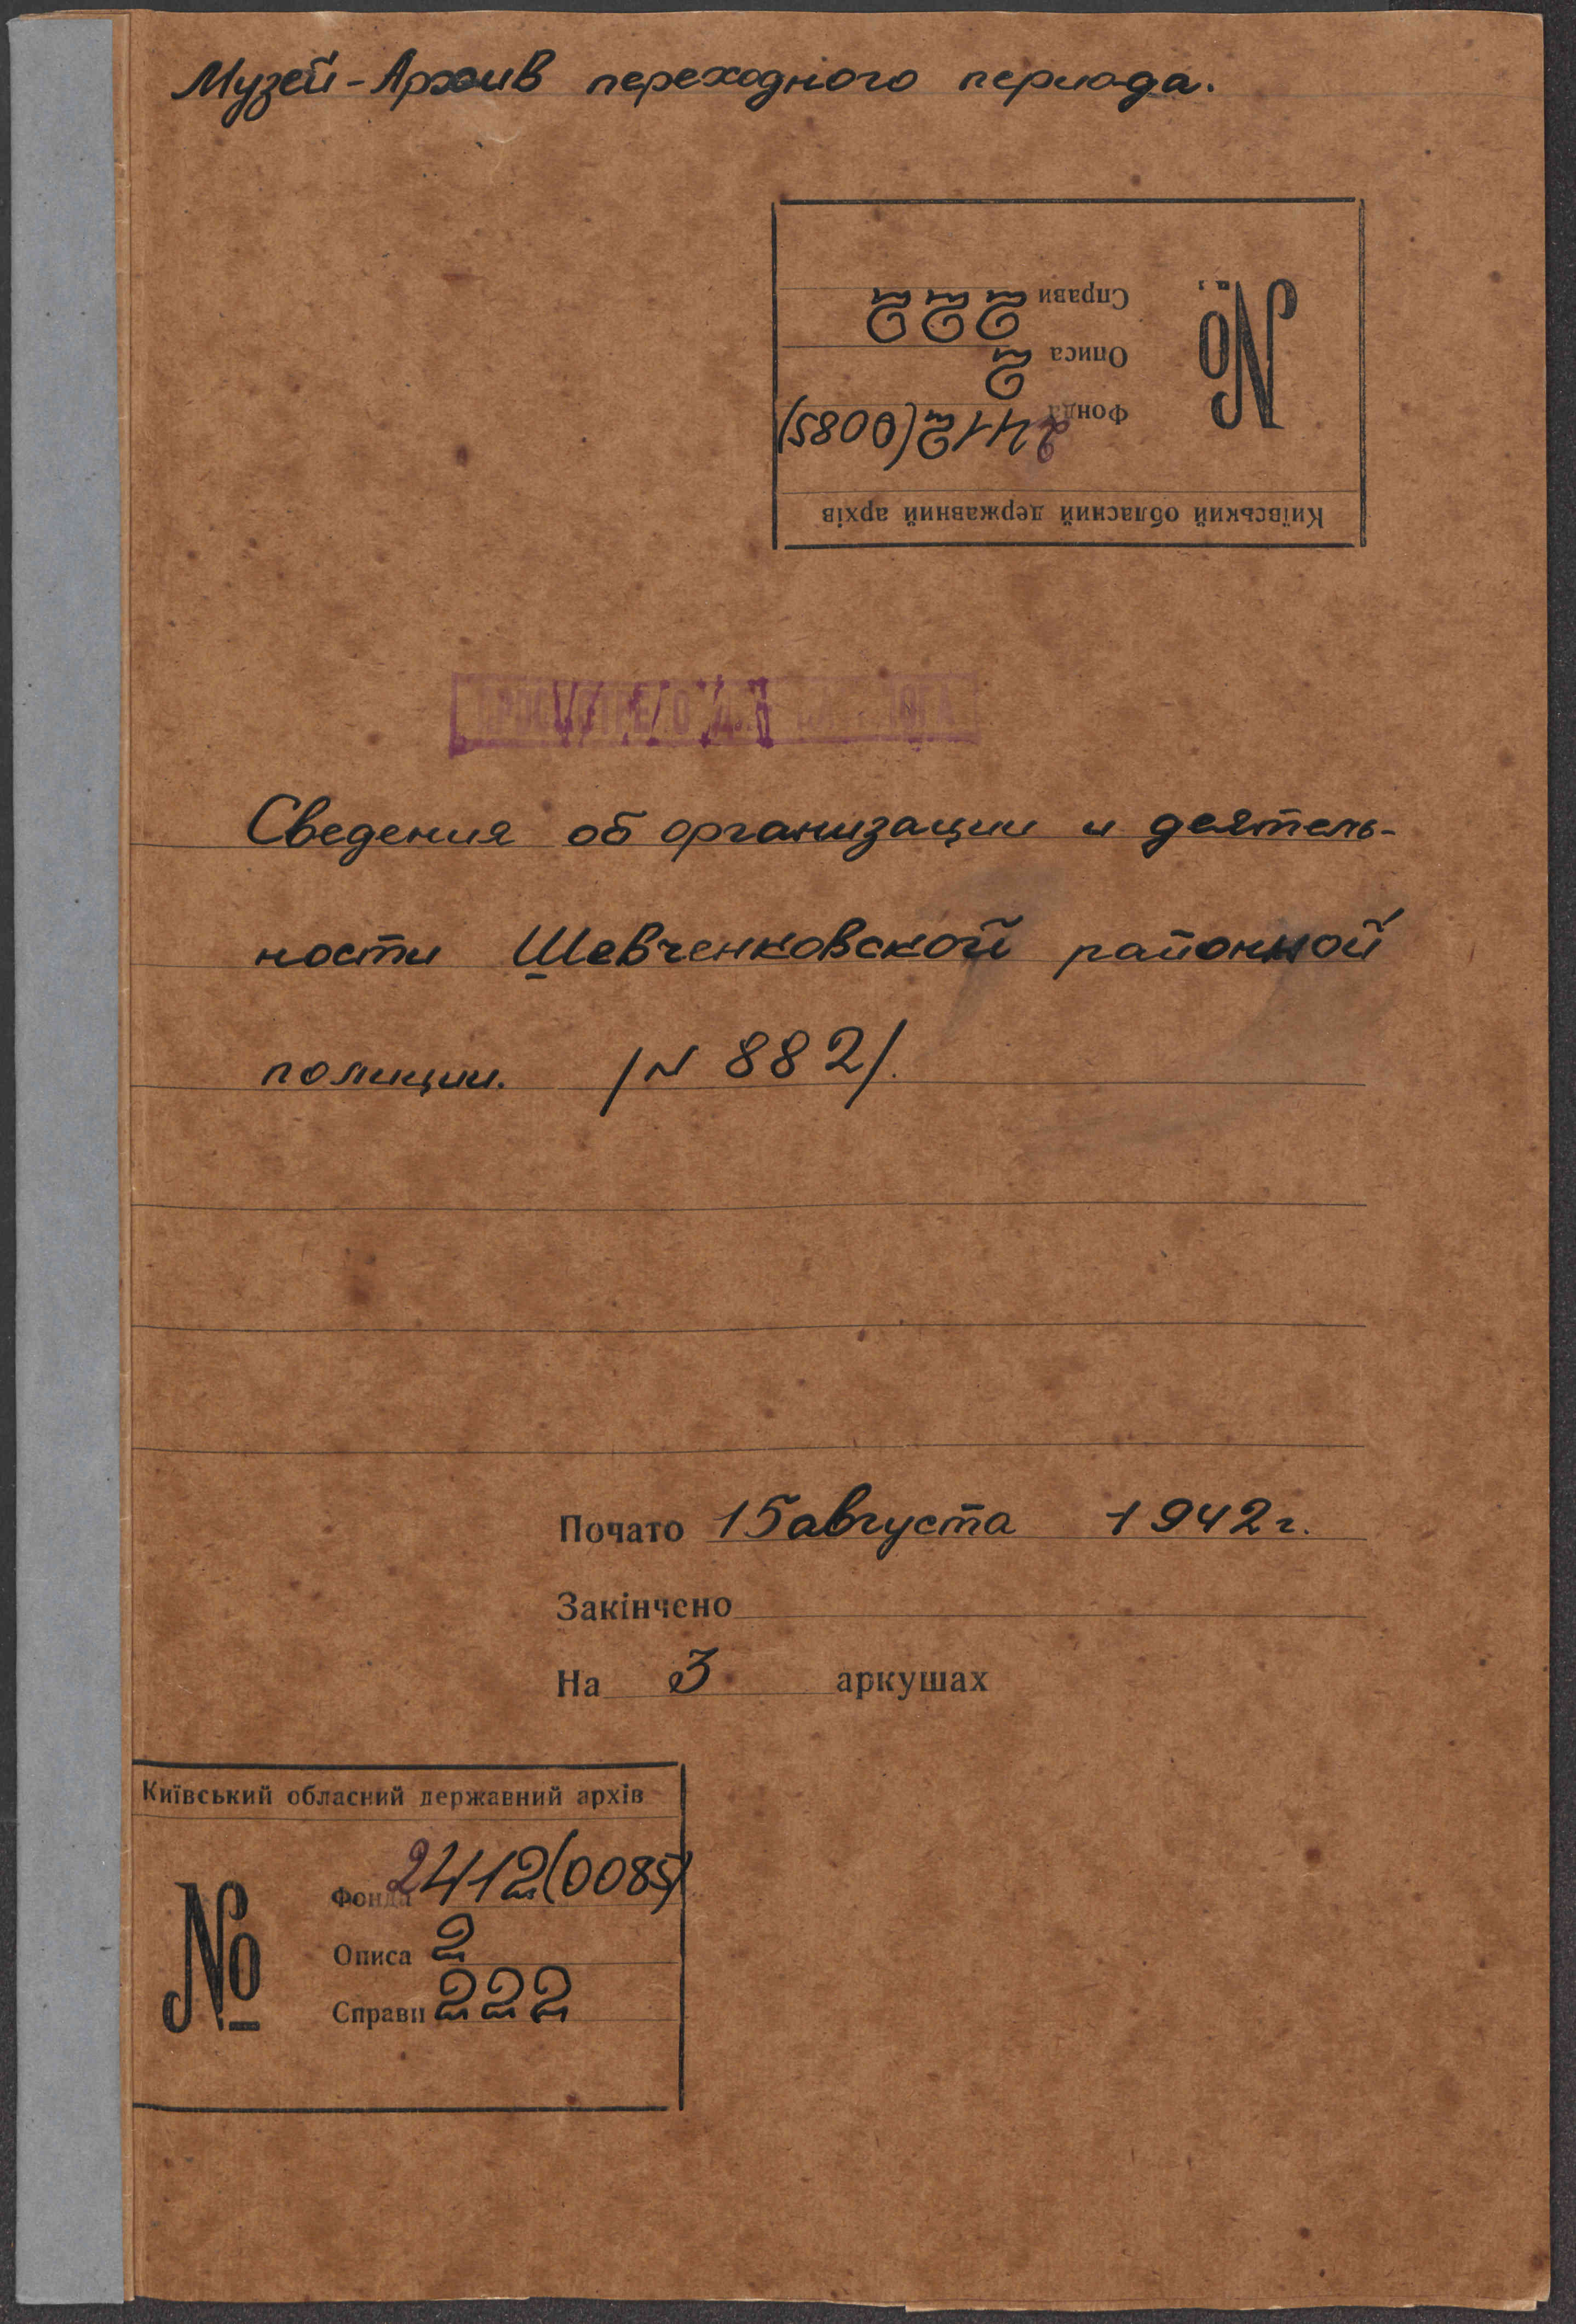 Музей-Архив переходного периода.
Київський обласний державний архів
№
Фонда 2412(0085)
Описа 2
Справи 222
Сведения об организации и деятель-
ности Шевченковской районной
полиции. /N 882/.
Почато 15 августа 1942 г.
Закінчено
На 3 аркушах
Київський обласний державний архів
№
Фонда 2412(0085)
Описа 2
Справи 222